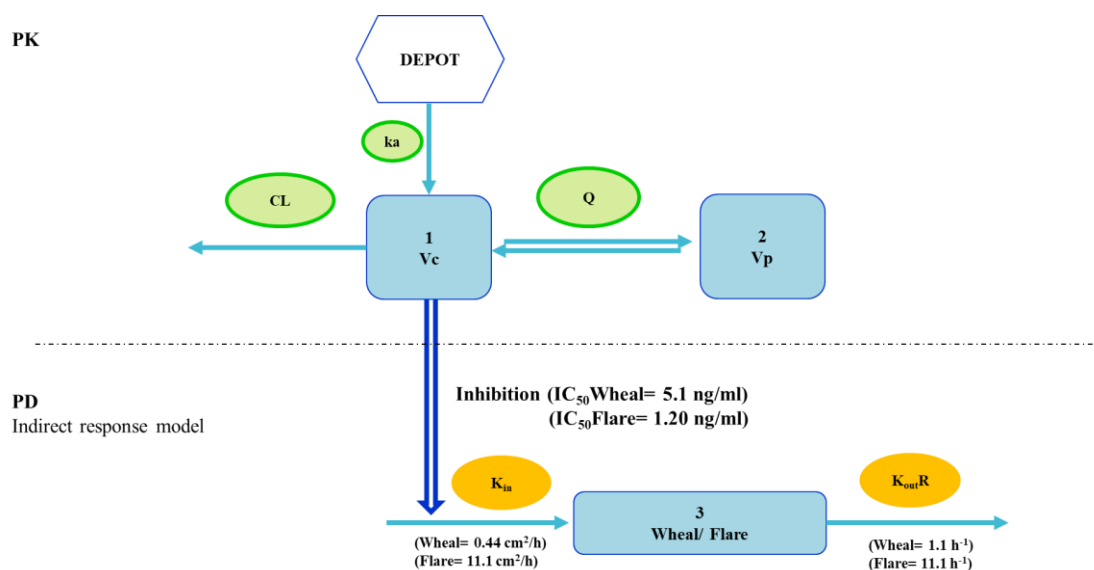 PK
DEPOT
ka
CL
Q
1
Vc
2
Vp
PD
Indirect response model
Inhibition (IC₅₀Wheal= 5.1 ng/ml)
(IC₅₀Flare= 1.20 ng/ml)
Kᵢₙ
3
Wheal/ Flare
KₒᵤₜR
(Wheal= 0.44 cm²/h)
(Flare= 11.1 cm²/h)
(Wheal= 1.1 h⁻¹)
(Flare= 11.1 h⁻¹)